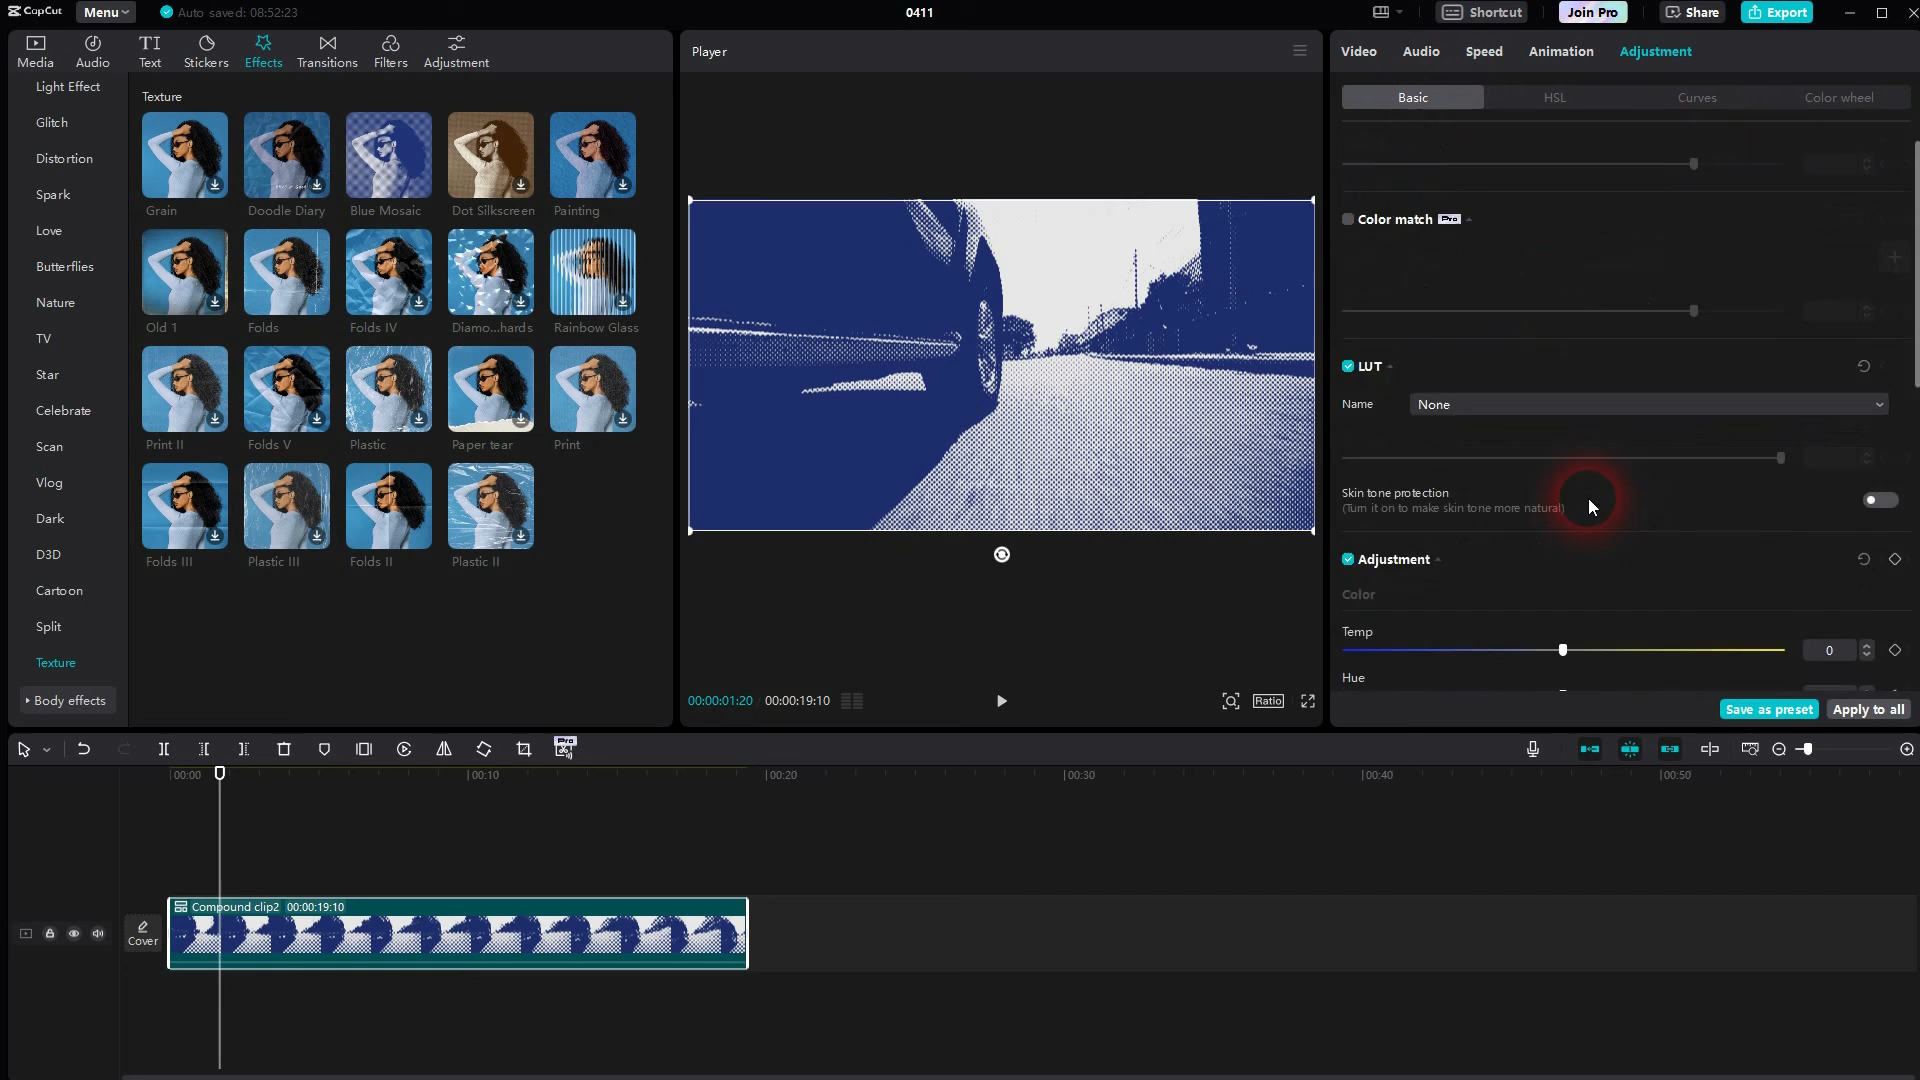 CapCut
Menu
Auto saved: 08:52:23
0411
Shortcut
Join Pro
Share
Export
Media
Audio
Text
Stickers
Effects
Transitions
Filters
Adjustment
Light Effect
Glitch
Distortion
Spark
Love
Butterflies
Nature
TV
Star
Celebrate
Scan
Vlog
Dark
D3D
Cartoon
Split
Texture
Body effects
Texture
Grain
Doodle Diary
Blue Mosaic
Dot Silkscreen
Painting
Old 1
Folds
Folds IV
Diamo...hards
Rainbow Glass
Print II
Folds V
Plastic
Paper tear
Print
Folds III
Plastic III
Folds II
Plastic II
Player
00:00:01:20
00:00:19:10
Ratio
Video
Audio
Speed
Animation
Adjustment
Basic
HSL
Curves
Color wheel
Color match Pro
LUT
Name
None
Skin tone protection
(Turn it on to make skin tone more natural)
Adjustment
Color
Temp
0
Hue
Save as preset
Apply to all
Pro
00:00
00:10
00:20
00:30
00:40
00:50
Cover
Compound clip2 00:00:19:10